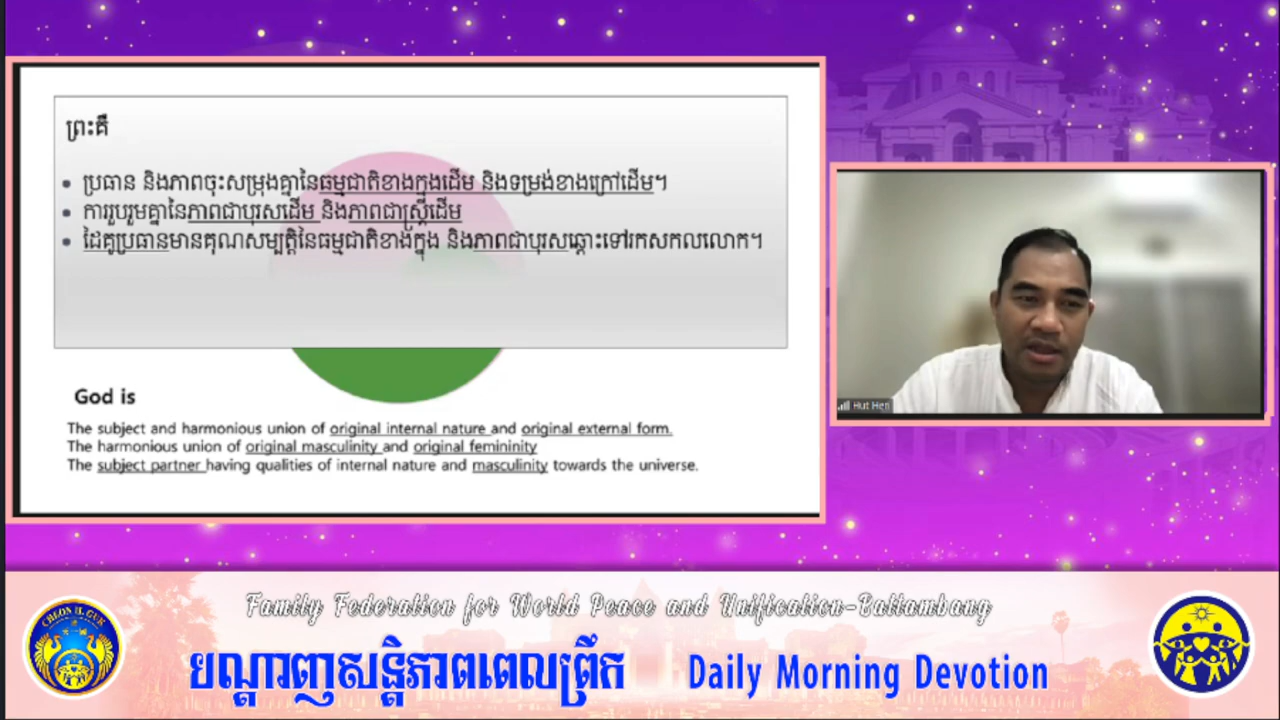 ព្រះគឺ
• ប្រធាន និងភាពចុះសម្រុងគ្នានៃធម្មជាតិខាងក្នុងដើម និងទម្រង់ខាងក្រៅដើម។
• ការរួបរួមគ្នានៃភាពជាបុរសដើម និងភាពជាស្ត្រីដើម
• ដៃគូប្រធានមានគុណសម្បត្តិនៃធម្មជាតិខាងក្នុង និងភាពជាបុរសឆ្ពោះទៅរកសកលលោក។
God is
The subject and harmonious union of original internal nature and original external form.
The harmonious union of original masculinity and original femininity
The subject partner having qualities of internal nature and masculinity towards the universe.
Hut Hen
CHEON IL GUK
Family Federation for World Peace and Unification-Battambang
បណ្តាញសន្តិភាពពេលព្រឹក
Daily Morning Devotion